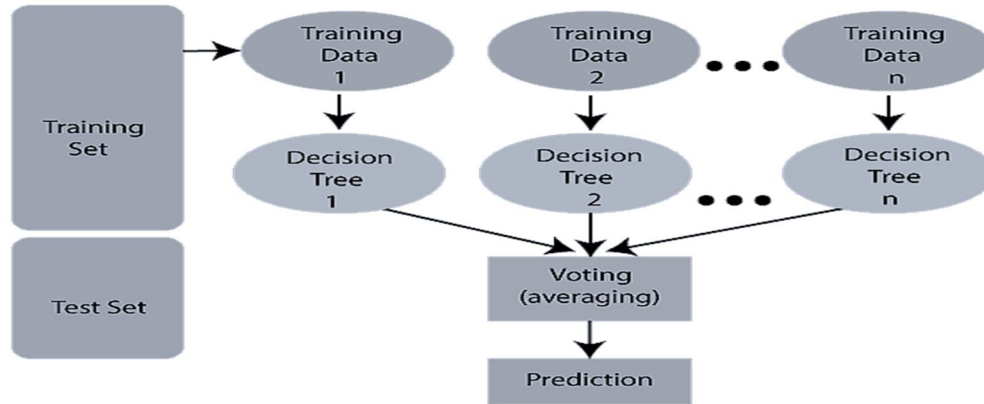 Training
Set
Test Set
Training
Data
1
Training
Data
2
Training
Data
n
Decision
Tree
1
Decision
Tree
2
Decision
Tree
n
Voting
(averaging)
Prediction